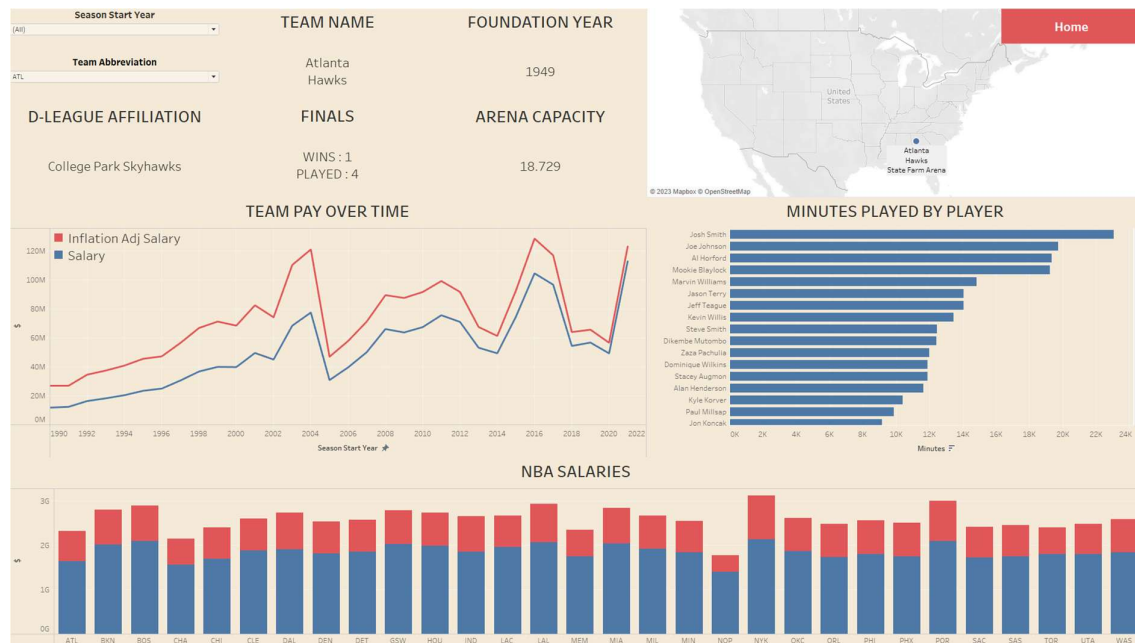 Season Start Year
(All)
Team Abbreviation
ATL
TEAM NAME
Atlanta
Hawks
FOUNDATION YEAR
1949
D-LEAGUE AFFILIATION
College Park Skyhawks
FINALS
WINS : 1
PLAYED : 4
ARENA CAPACITY
18.729
Home
United
States
Atlanta
Hawks
State Farm Arena
© 2023 Mapbox © OpenStreetMap
TEAM PAY OVER TIME
Inflation Adj Salary
Salary
120M
100M
80M
60M
40M
20M
0M
$
1990 1992 1994 1996 1998 2000 2002 2004 2006 2008 2010 2012 2014 2016 2018 2020 2022
Season Start Year
MINUTES PLAYED BY PLAYER
Josh Smith
Joe Johnson
Al Horford
Mookie Blaylock
Marvin Williams
Jason Terry
Jeff Teague
Kevin Willis
Steve Smith
Dikembe Mutombo
Zaza Pachulia
Dominique Wilkins
Stacey Augmon
Alan Henderson
Kyle Korver
Paul Millsap
Jon Koncak
0K 2K 4K 6K 8K 10K 12K 14K 16K 18K 20K 22K 24K
Minutes
NBA SALARIES
3G
2G
1G
0G
$
ATL BKN BOS CHA CHI CLE DAL DEN DET GSW HOU IND LAC LAL MEM MIA MIL MIN NOP NYK OKC ORL PHI PHX POR SAC SAS TOR UTA WAS